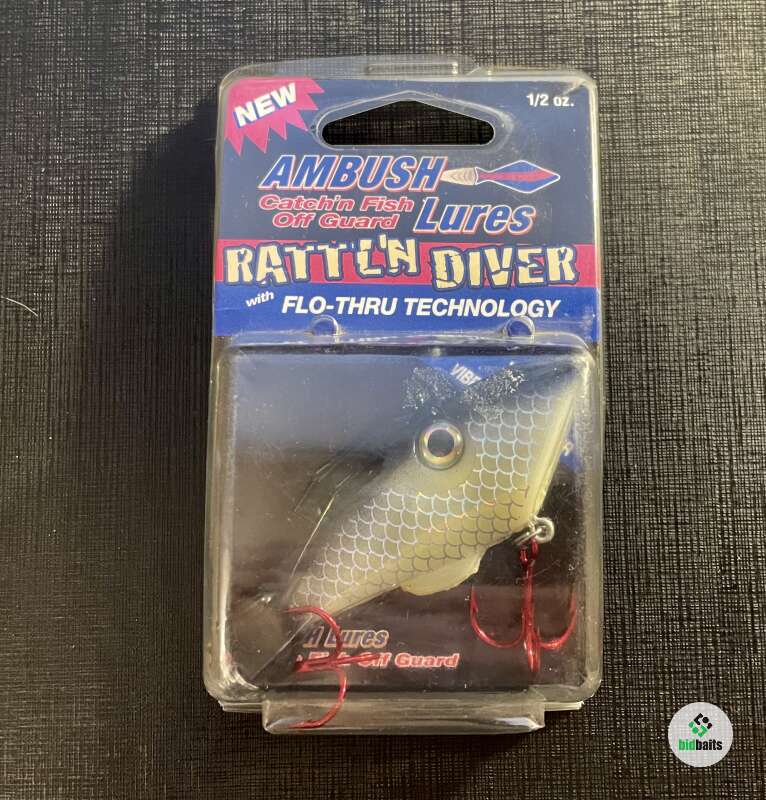 NEW
1/2 oz.
AMBUSH
Catch'n Fish
Off Guard
Lures
RATTL'N DIVER
with FLO-THRU TECHNOLOGY
Lures
Off Guard
bidbaits